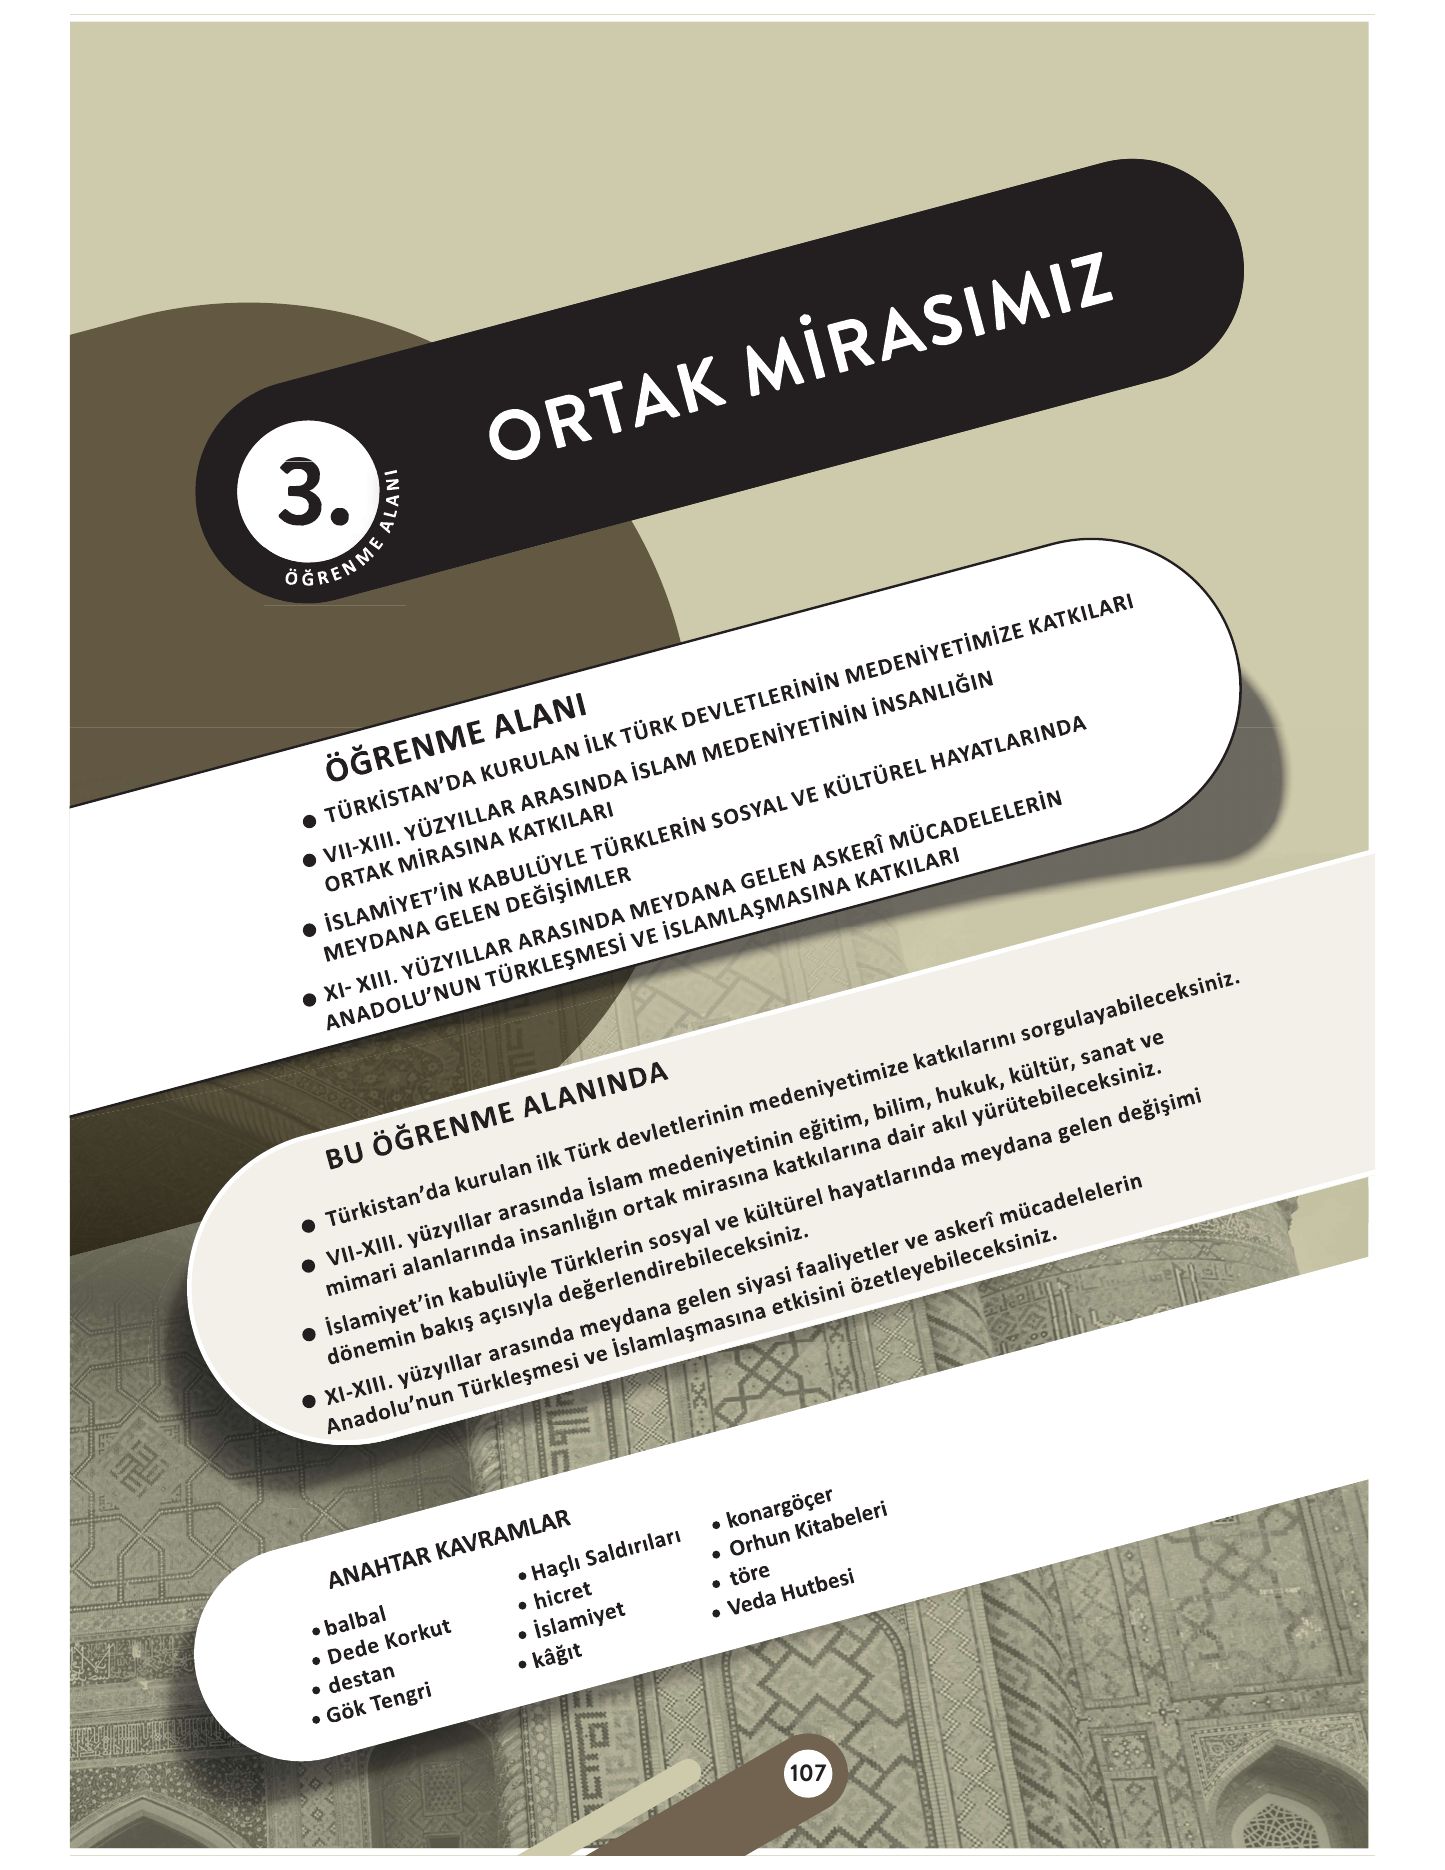 ORTAK MİRASIMIZ
3.
ÖĞRENME ALANI
ÖĞRENME ALANI
● TÜRKİSTAN’DA KURULAN İLK TÜRK DEVLETLERİNİN MEDENİYETİMİZE KATKILARI
● VII-XIII. YÜZYILLAR ARASINDA İSLAM MEDENİYETİNİN İNSANLIĞIN
ORTAK MİRASINA KATKILARI
● İSLAMİYET’İN KABULÜYLE TÜRKLERİN SOSYAL VE KÜLTÜREL HAYATLARINDA
MEYDANA GELEN DEĞİŞİMLER
● XI- XIII. YÜZYILLAR ARASINDA MEYDANA GELEN ASKERÎ MÜCADELELERİN
ANADOLU’NUN TÜRKLEŞMESİ VE İSLAMLAŞMASINA KATKILARI
BU ÖĞRENME ALANINDA
● Türkistan’da kurulan ilk Türk devletlerinin medeniyetimize katkılarını sorgulayabileceksiniz.
● VII-XIII. yüzyıllar arasında İslam medeniyetinin eğitim, bilim, hukuk, kültür, sanat ve
mimari alanlarında insanlığın ortak mirasına katkılarına dair akıl yürütebileceksiniz.
● İslamiyet’in kabulüyle Türklerin sosyal ve kültürel hayatlarında meydana gelen değişimi
dönemin bakış açısıyla değerlendirebileceksiniz.
● XI-XIII. yüzyıllar arasında meydana gelen siyasi faaliyetler ve askerî mücadelelerin
Anadolu’nun Türkleşmesi ve İslamlaşmasına etkisini özetleyebileceksiniz.
ANAHTAR KAVRAMLAR
• balbal
• Dede Korkut
• destan
• Gök Tengri
• Haçlı Saldırıları
• hicret
• İslamiyet
• kâğıt
• konargöçer
• Orhun Kitabeleri
• töre
• Veda Hutbesi
107